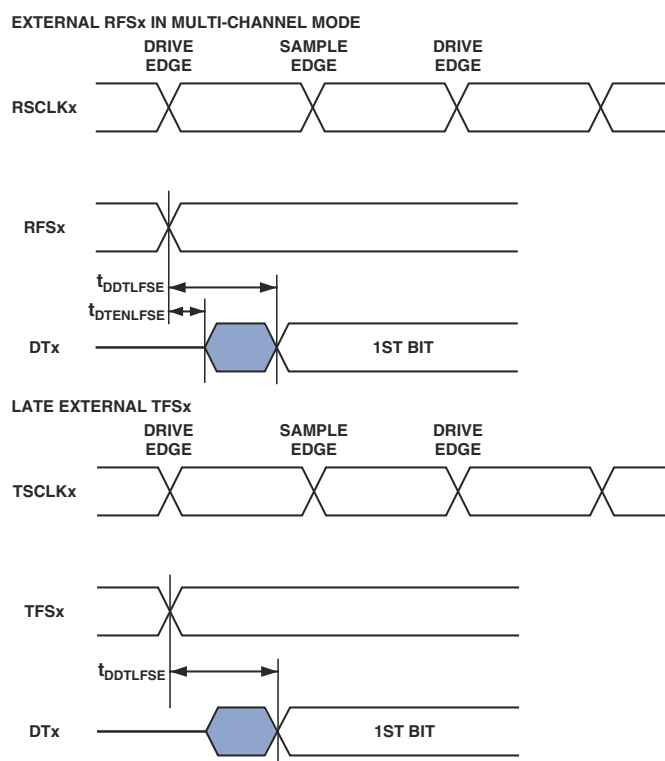 EXTERNAL RFSx IN MULTI-CHANNEL MODE
DRIVE EDGE
SAMPLE EDGE
DRIVE EDGE
RSCLKx
RFSx
tDDTLFSE
tDTENLFSE
DTx
1ST BIT
LATE EXTERNAL TFSx
DRIVE EDGE
SAMPLE EDGE
DRIVE EDGE
TSCLKx
TFSx
tDDTLFSE
DTx
1ST BIT